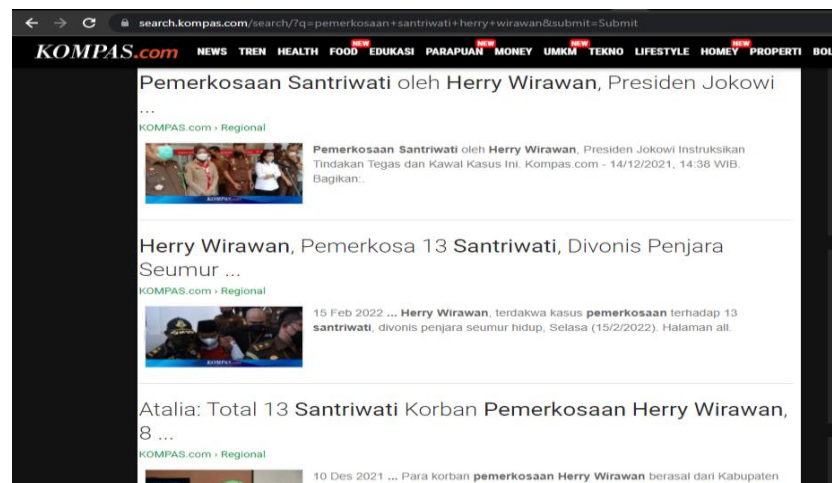 search.kompas.com/search/?q=pemerkosaan+santriwati+herry+wirawan&submit=Submit
KOMPAS.com NEWS TREN HEALTH FOOD NEW EDUKASI PARAPUAN NEW MONEY UMKM NEW TEKNO LIFESTYLE HOMEY NEW PROPERTI BOL
Pemerkosaan Santriwati oleh Herry Wirawan, Presiden Jokowi
...
KOMPAS.com › Regional
Pemerkosaan Santriwati oleh Herry Wirawan, Presiden Jokowi Instruksikan
Tindakan Tegas dan Kawal Kasus Ini. Kompas.com - 14/12/2021, 14:38 WIB.
Bagikan:.
KOMPAS.com
Herry Wirawan, Pemerkosa 13 Santriwati, Divonis Penjara
Seumur ...
KOMPAS.com › Regional
15 Feb 2022 ... Herry Wirawan, terdakwa kasus pemerkosaan terhadap 13
santriwati, divonis penjara seumur hidup, Selasa (15/2/2022). Halaman all.
KOMPAS.com
Atalia: Total 13 Santriwati Korban Pemerkosaan Herry Wirawan,
8 ...
KOMPAS.com › Regional
10 Des 2021 ... Para korban pemerkosaan Herry Wirawan berasal dari Kabupaten